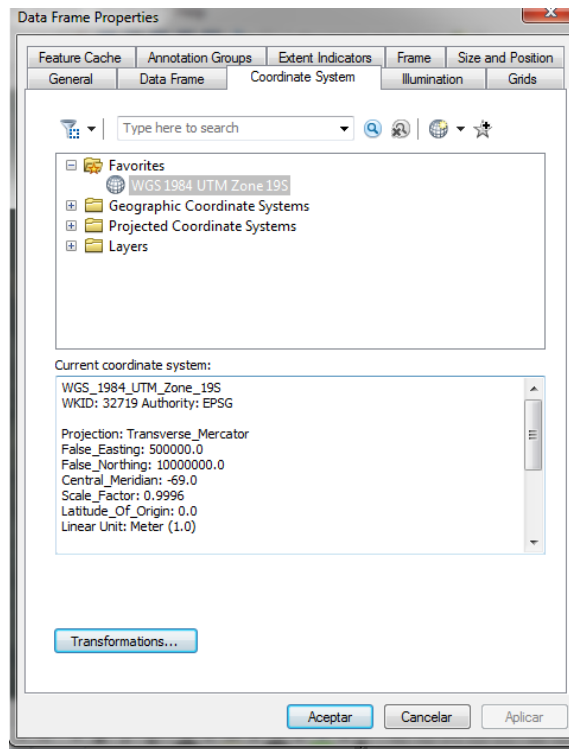 Data Frame Properties
Feature Cache Annotation Groups Extent Indicators Frame Size and Position
General Data Frame Coordinate System Illumination Grids
Type here to search
Favorites
WGS 1984 UTM Zone 19S
Geographic Coordinate Systems
Projected Coordinate Systems
Layers
Current coordinate system:
WGS_1984_UTM_Zone_19S
WKID: 32719 Authority: EPSG
Projection: Transverse_Mercator
False_Easting: 500000.0
False_Northing: 10000000.0
Central_Meridian: -69.0
Scale_Factor: 0.9996
Latitude_Of_Origin: 0.0
Linear Unit: Meter (1.0)
Transformations...
Aceptar Cancelar Aplicar